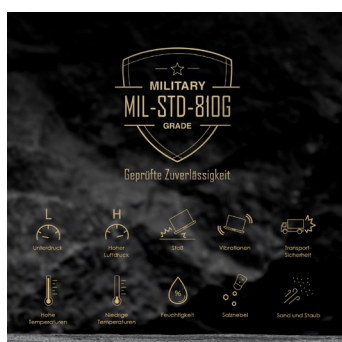 MILITARY
MIL-STD-810G
GRADE
Geprüfte Zuverlässigkeit
L
H
Unterdruck
Hoher
Luftdruck
Stoß
Vibrationen
Transport-
Sicherheit
%
Hohe
Temperaturen
Niedrige
Temperaturen
Feuchtigkeit
Salznebel
Sand und Staub